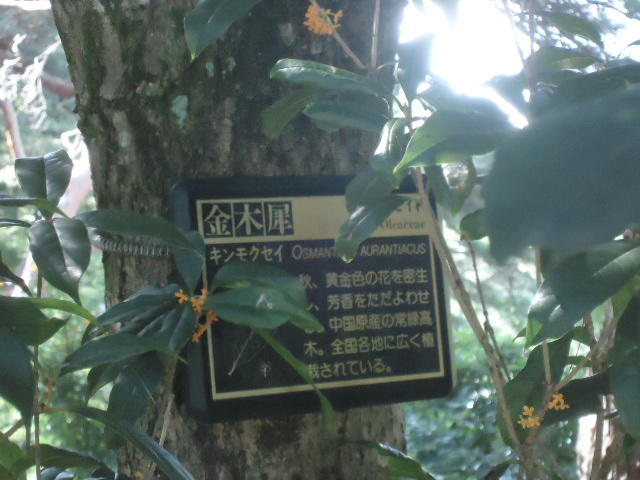 金木犀
Oleaceae
キンモクセイ OSMANT AURANTIACUS
秋、黄金色の花を密生
、芳香をただよわせ
中国原産の常緑高
木。全国各地に広く植
栽されている。